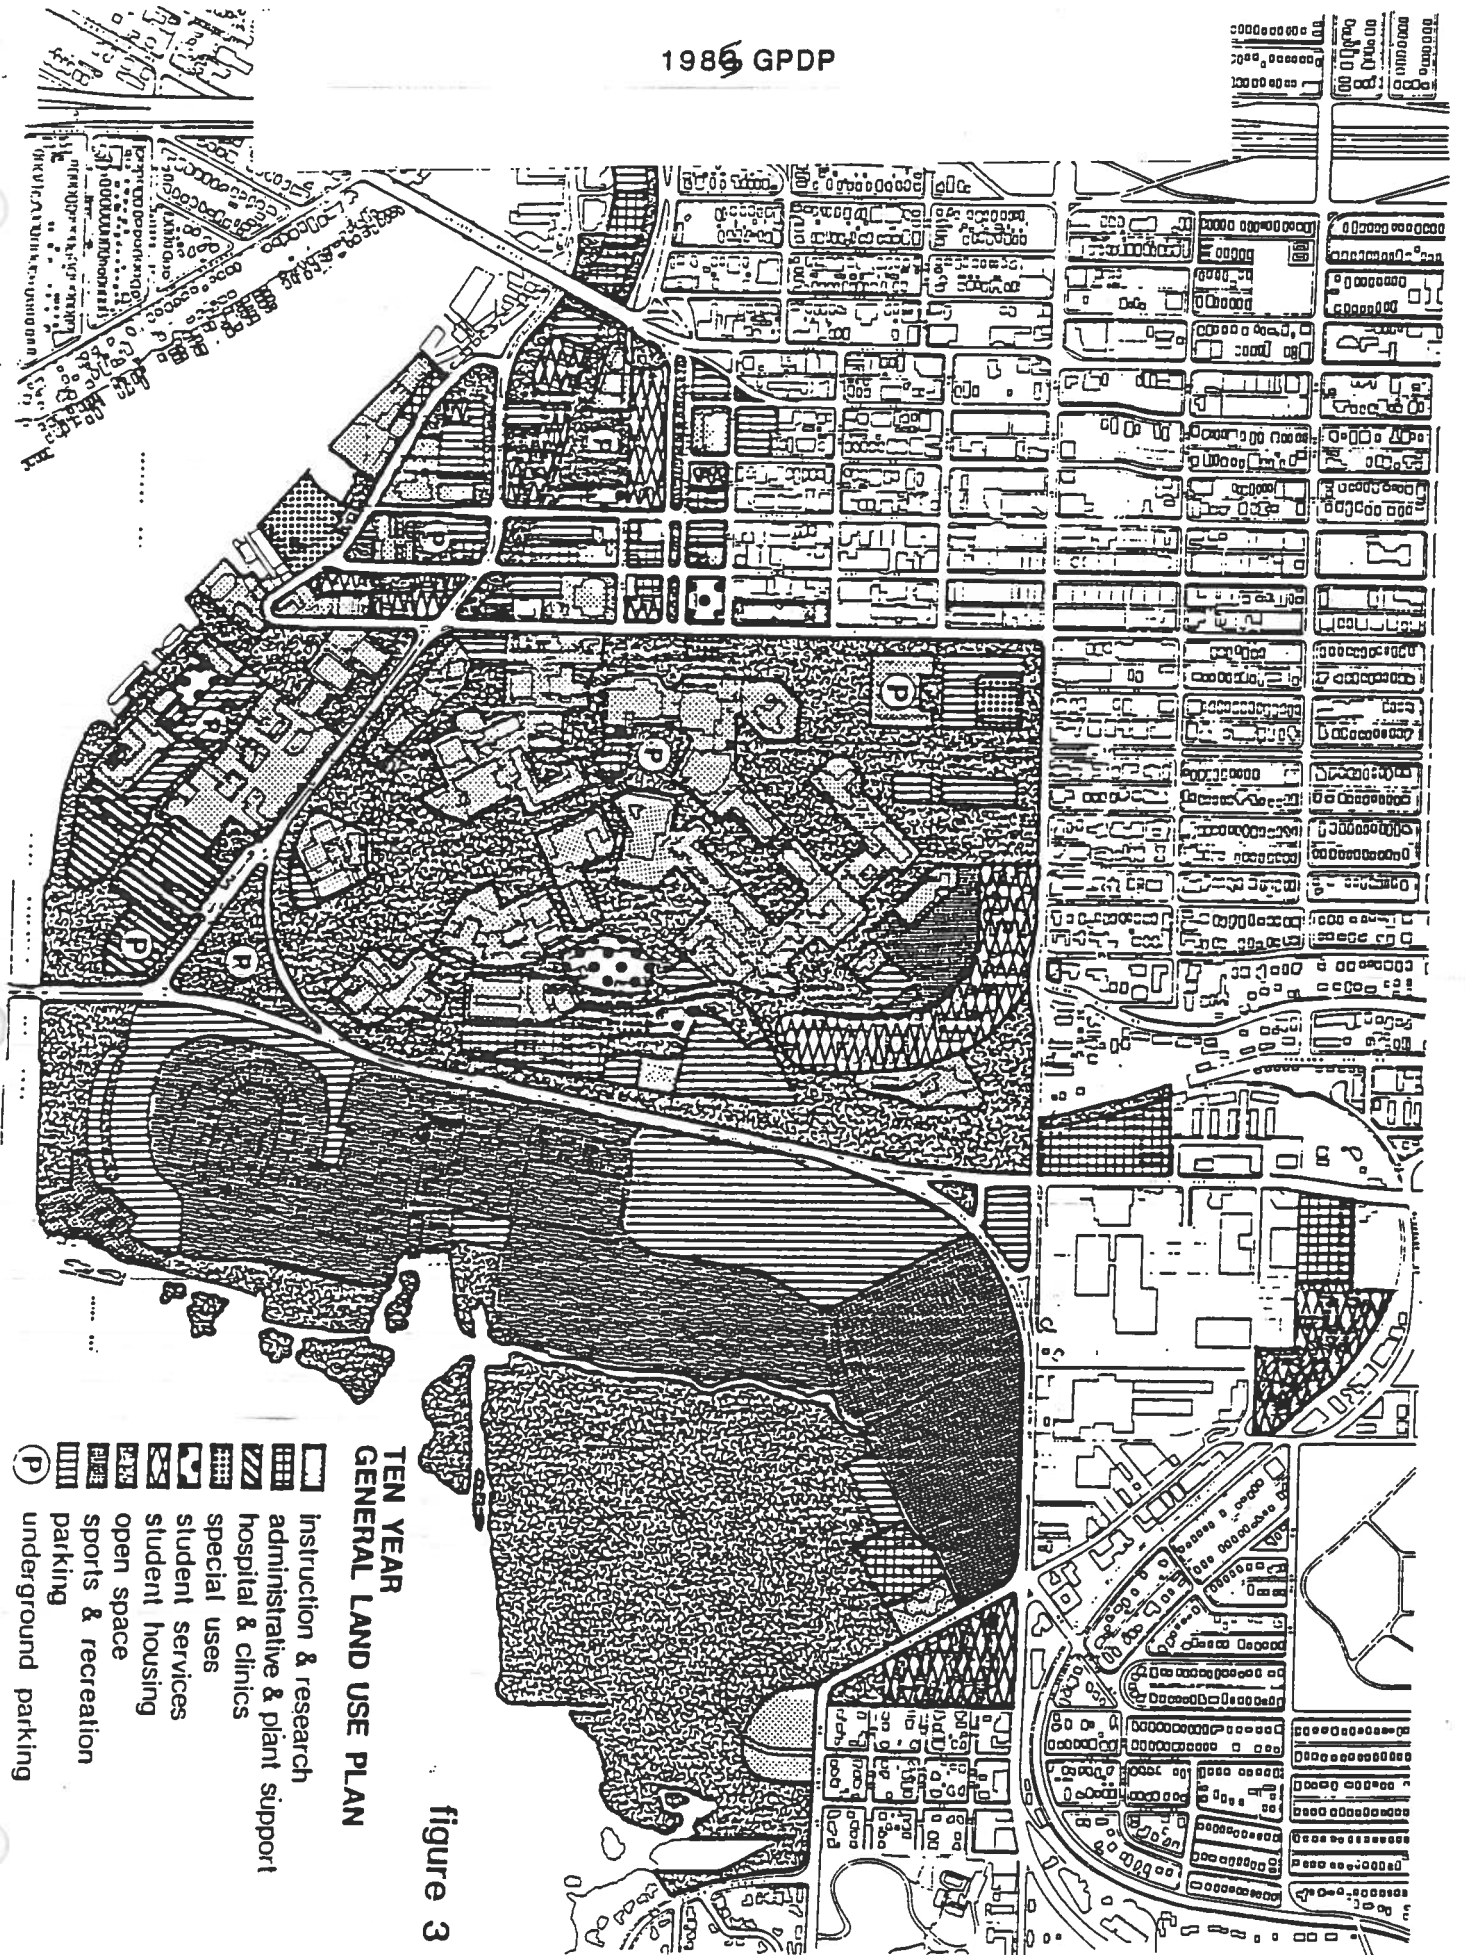 1985 GPDP
figure 3
TEN YEAR
GENERAL LAND USE PLAN
instruction & research
administrative & plant support
hospital & clinics
special uses
student services
student housing
open space
sports & recreation
parking
P underground parking
P
P
P
P
P
P
P